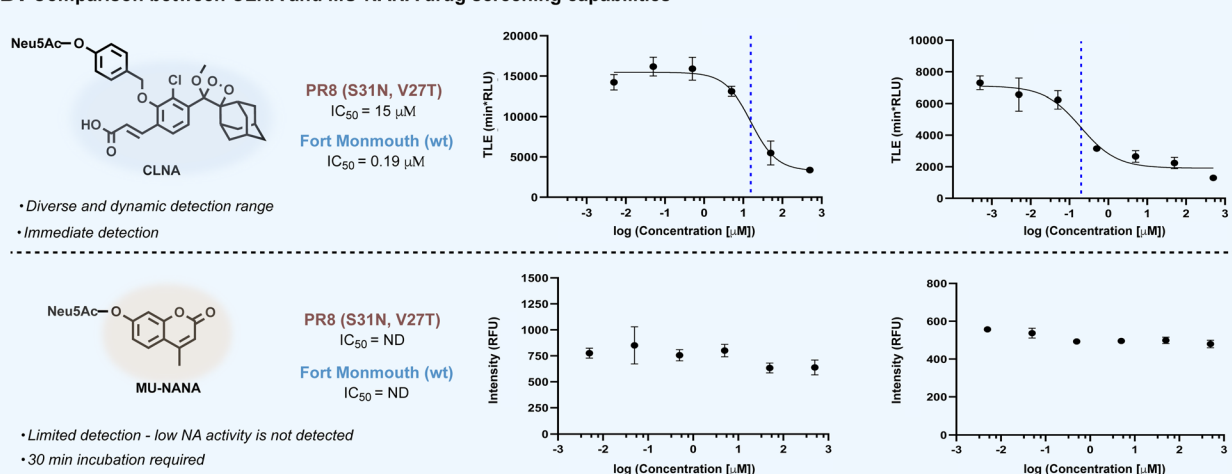 Neu5Ac–O
O
Cl
O
O
O
HO
O
CLNA
• Diverse and dynamic detection range
• Immediate detection
PR8 (S31N, V27T)
IC50 = 15 μM
Fort Monmouth (wt)
IC50 = 0.19 μM
TLE (min*RLU)
20000
15000
10000
5000
0
-3 -2 -1 0 1 2 3
log (Concentration [μM])
TLE (min*RLU)
10000
8000
6000
4000
2000
0
-3 -2 -1 0 1 2 3
log (Concentration [μM])
Neu5Ac–O
O
O
MU-NANA
• Limited detection - low NA activity is not detected
• 30 min incubation required
PR8 (S31N, V27T)
IC50 = ND
Fort Monmouth (wt)
IC50 = ND
Intensity (RFU)
1500
1250
1000
750
500
250
0
-3 -2 -1 0 1 2 3
log (Concentration [μM])
Intensity (RFU)
800
600
400
200
0
-3 -2 -1 0 1 2 3
log (Concentration [μM])